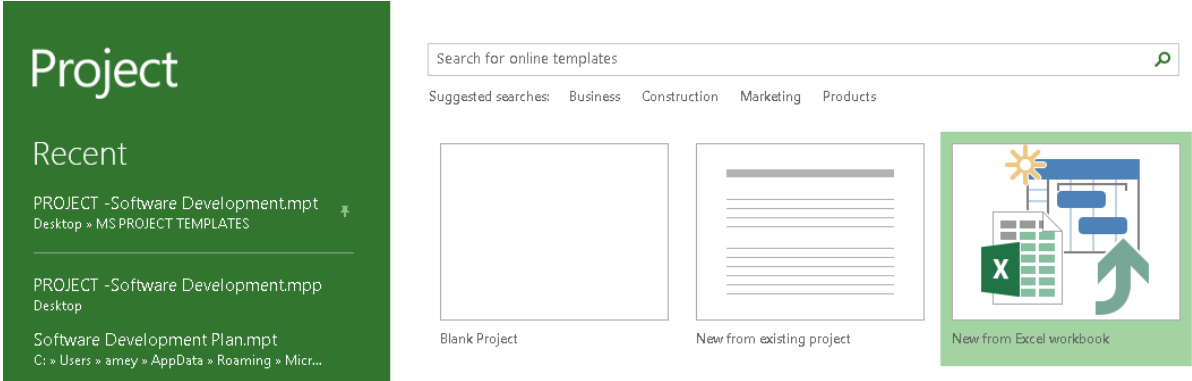 Project
Recent
PROJECT -Software Development.mpt
Desktop » MS PROJECT TEMPLATES
PROJECT -Software Development.mpp
Desktop
Software Development Plan.mpt
C: » Users » amey » AppData » Roaming » Micr...
Search for online templates
Suggested searches: Business Construction Marketing Products
X
Blank Project New from existing project New from Excel workbook